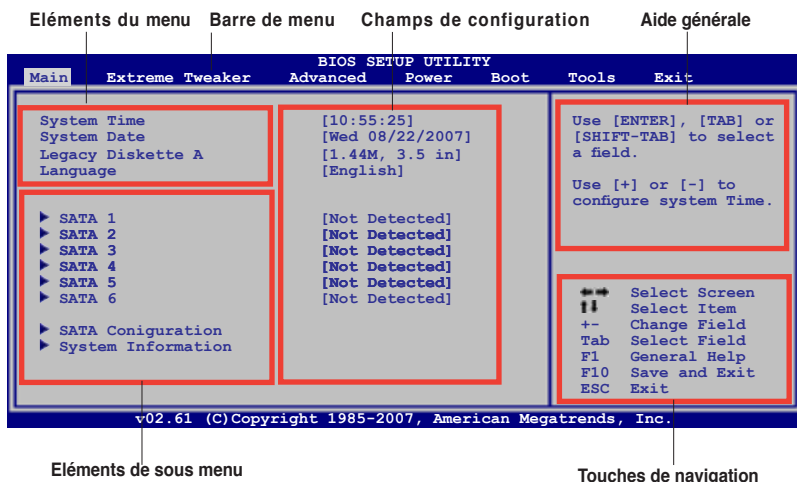 Eléments du menu Barre de menu Champs de configuration Aide générale
BIOS SETUP UTILITY
Main Extreme Tweaker Advanced Power Boot Tools Exit
System Time [10:55:25]
System Date [Wed 08/22/2007]
Legacy Diskette A [1.44M, 3.5 in]
Language [English]
SATA 1 [Not Detected]
SATA 2 [Not Detected]
SATA 3 [Not Detected]
SATA 4 [Not Detected]
SATA 5 [Not Detected]
SATA 6 [Not Detected]
SATA Coniguration
System Information
Use [ENTER], [TAB] or
[SHIFT-TAB] to select
a field.
Use [+] or [-] to
configure system Time.
←→ Select Screen
↑↓ Select Item
+- Change Field
Tab Select Field
F1 General Help
F10 Save and Exit
ESC Exit
v02.61 (C)Copyright 1985-2007, American Megatrends, Inc.
Eléments de sous menu Touches de navigation